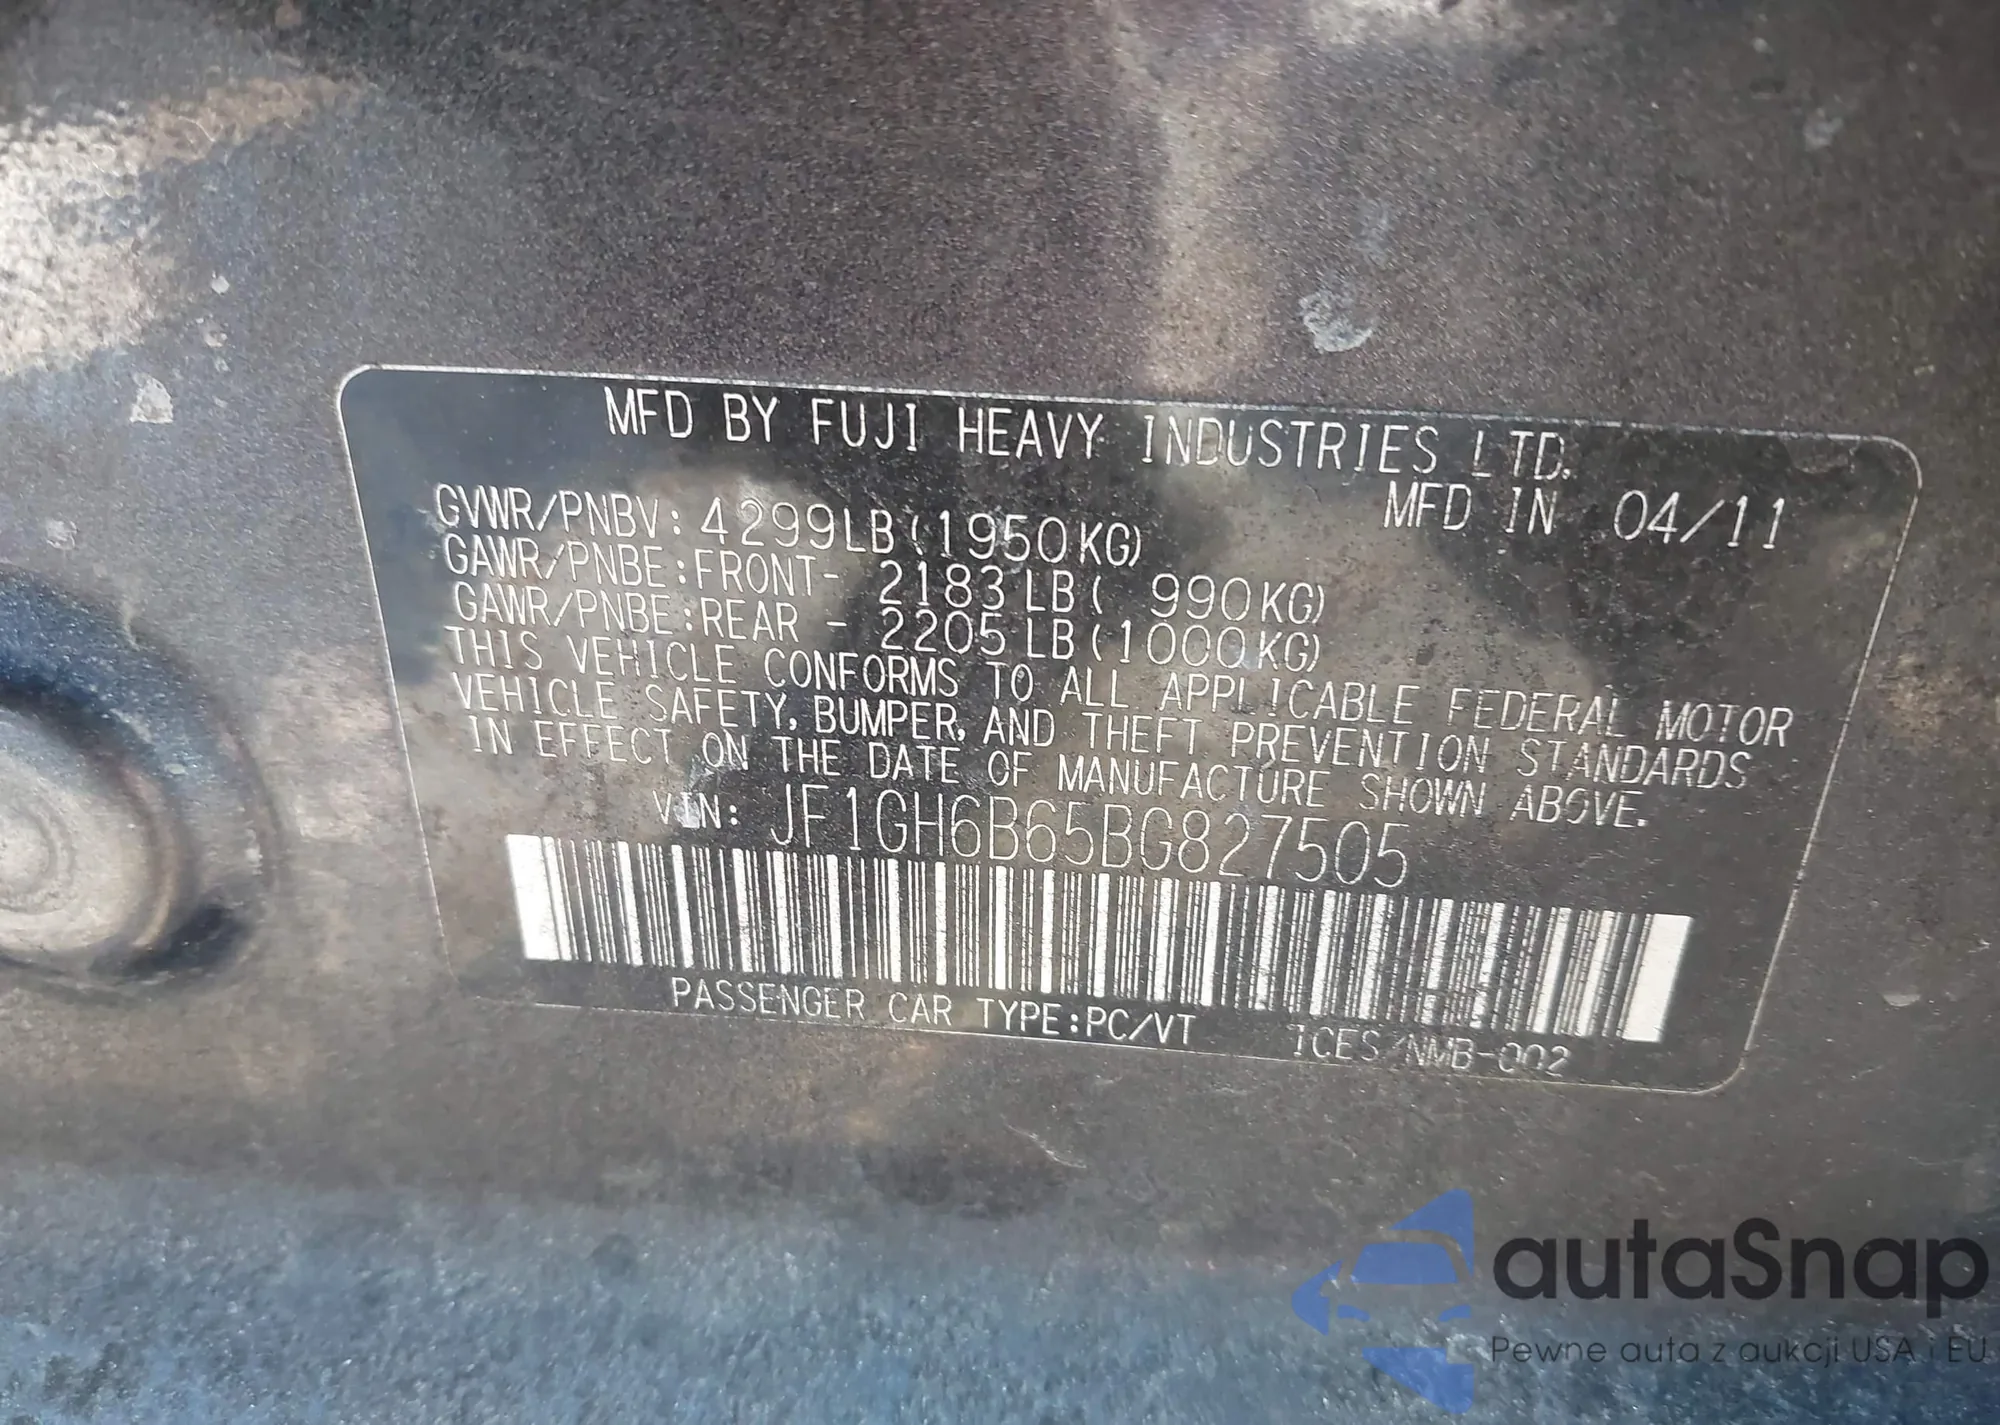 MFD BY FUJI HEAVY INDUSTRIES LTD.
MFD IN 04/11
GVWR/PNBV: 4299LB(1950KG)
GAWR/PNBE:FRONT- 2183LB( 990KG)
GAWR/PNBE:REAR - 2205LB(1000KG)
THIS VEHICLE CONFORMS TO ALL APPLICABLE FEDERAL MOTOR
VEHICLE SAFETY, BUMPER, AND THEFT PREVENTION STANDARDS
IN EFFECT ON THE DATE OF MANUFACTURE SHOWN ABOVE.
VIN: JF1GH6B65BG827505
PASSENGER CAR TYPE:PC/VT ICES/NMB-002
autaSnap
Pewne auta z aukcji USA i EU